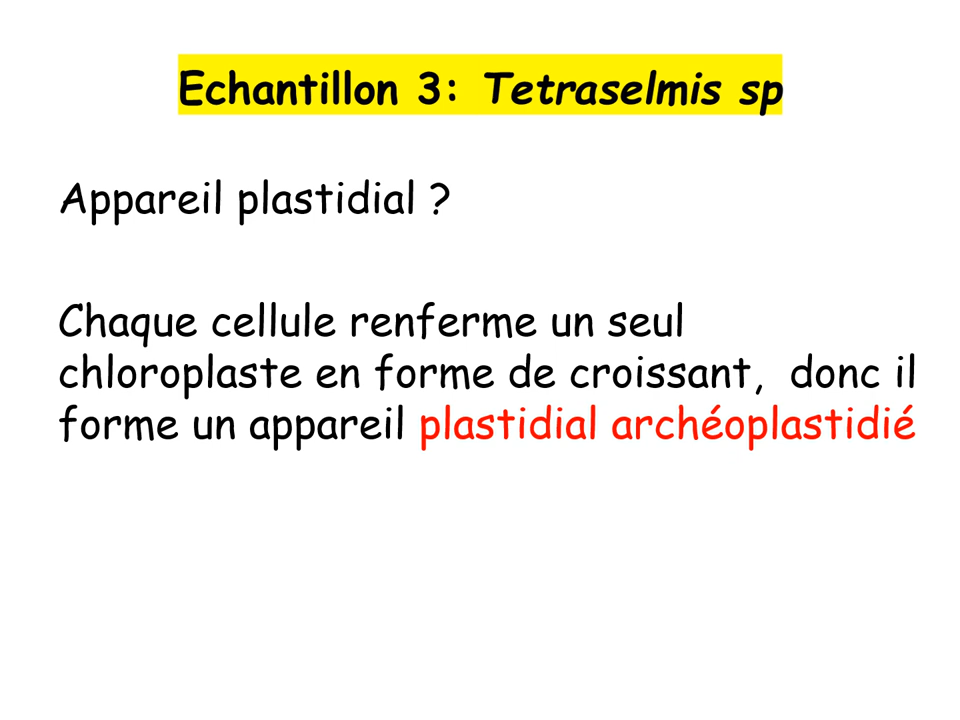 Echantillon 3: Tetraselmis sp
Appareil plastidial ?
Chaque cellule renferme un seul
chloroplaste en forme de croissant, donc il
forme un appareil plastidial archéoplastidié